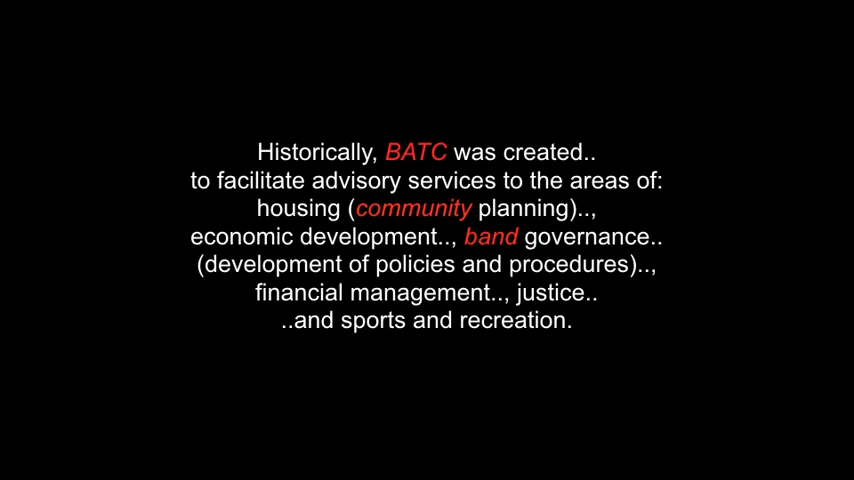 Historically, BATC was created..
to facilitate advisory services to the areas of:
housing (community planning)..,
economic development.., band governance..
(development of policies and procedures)..,
financial management.., justice..
..and sports and recreation.